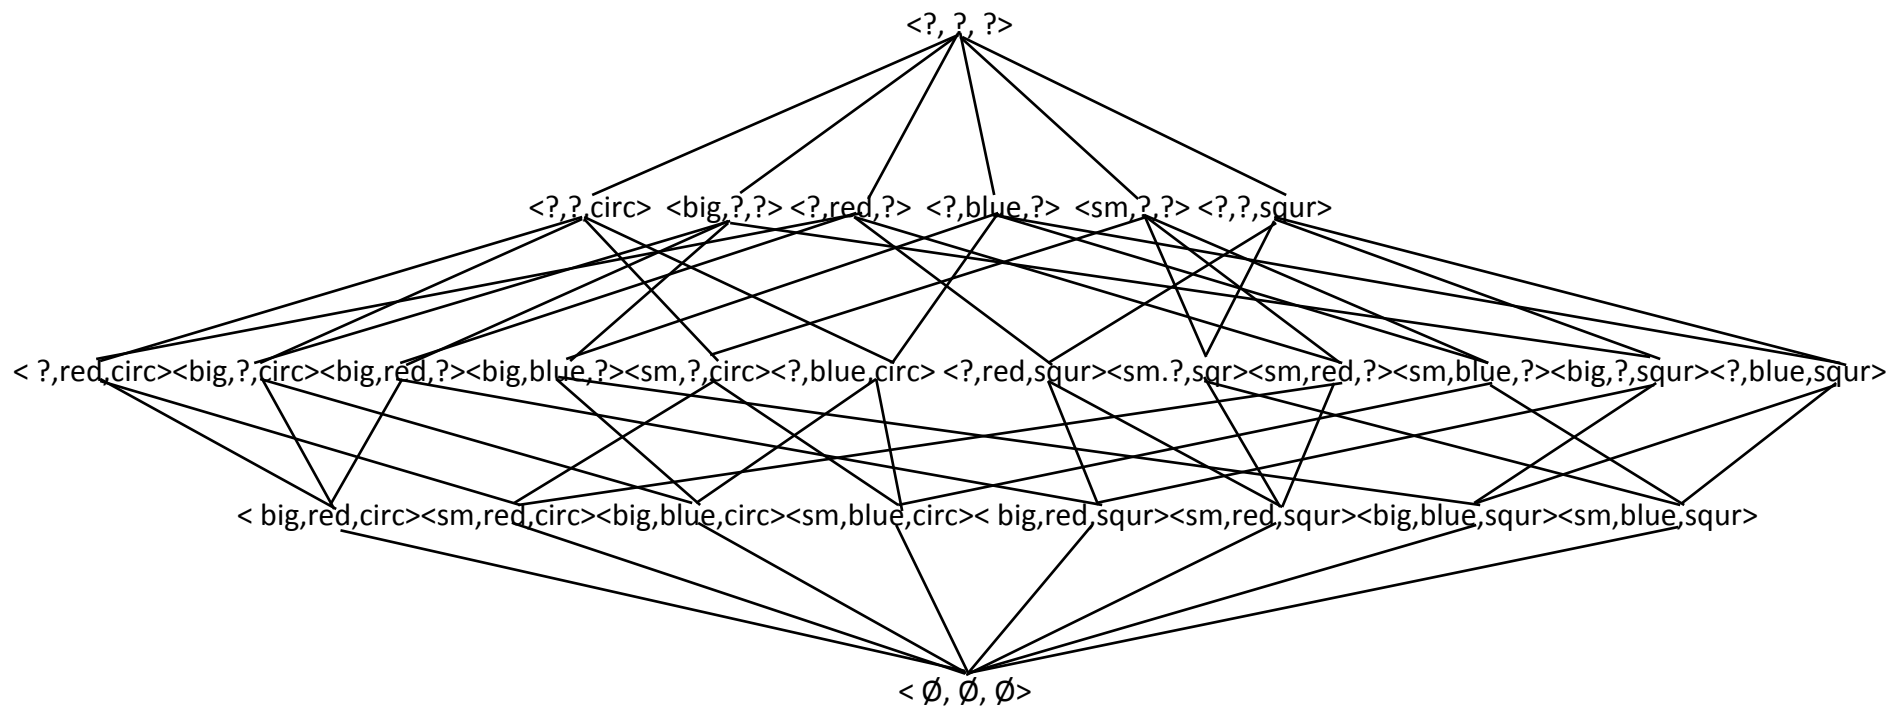 <?, ?, ?>
<?,?,circ> <big,?,?> <?,red,?> <?,blue,?> <sm,?,?> <?,?,squr>
< ?,red,circ><big,?,circ><big,red,?><big,blue,?><sm,?,circ><?,blue,circ> <?,red,squr><sm.?,sqr><sm,red,?><sm,blue,?><big,?,squr><?,blue,squr>
< big,red,circ><sm,red,circ><big,blue,circ><sm,blue,circ>< big,red,squr><sm,red,squr><big,blue,squr><sm,blue,squr>
< Ø, Ø, Ø>